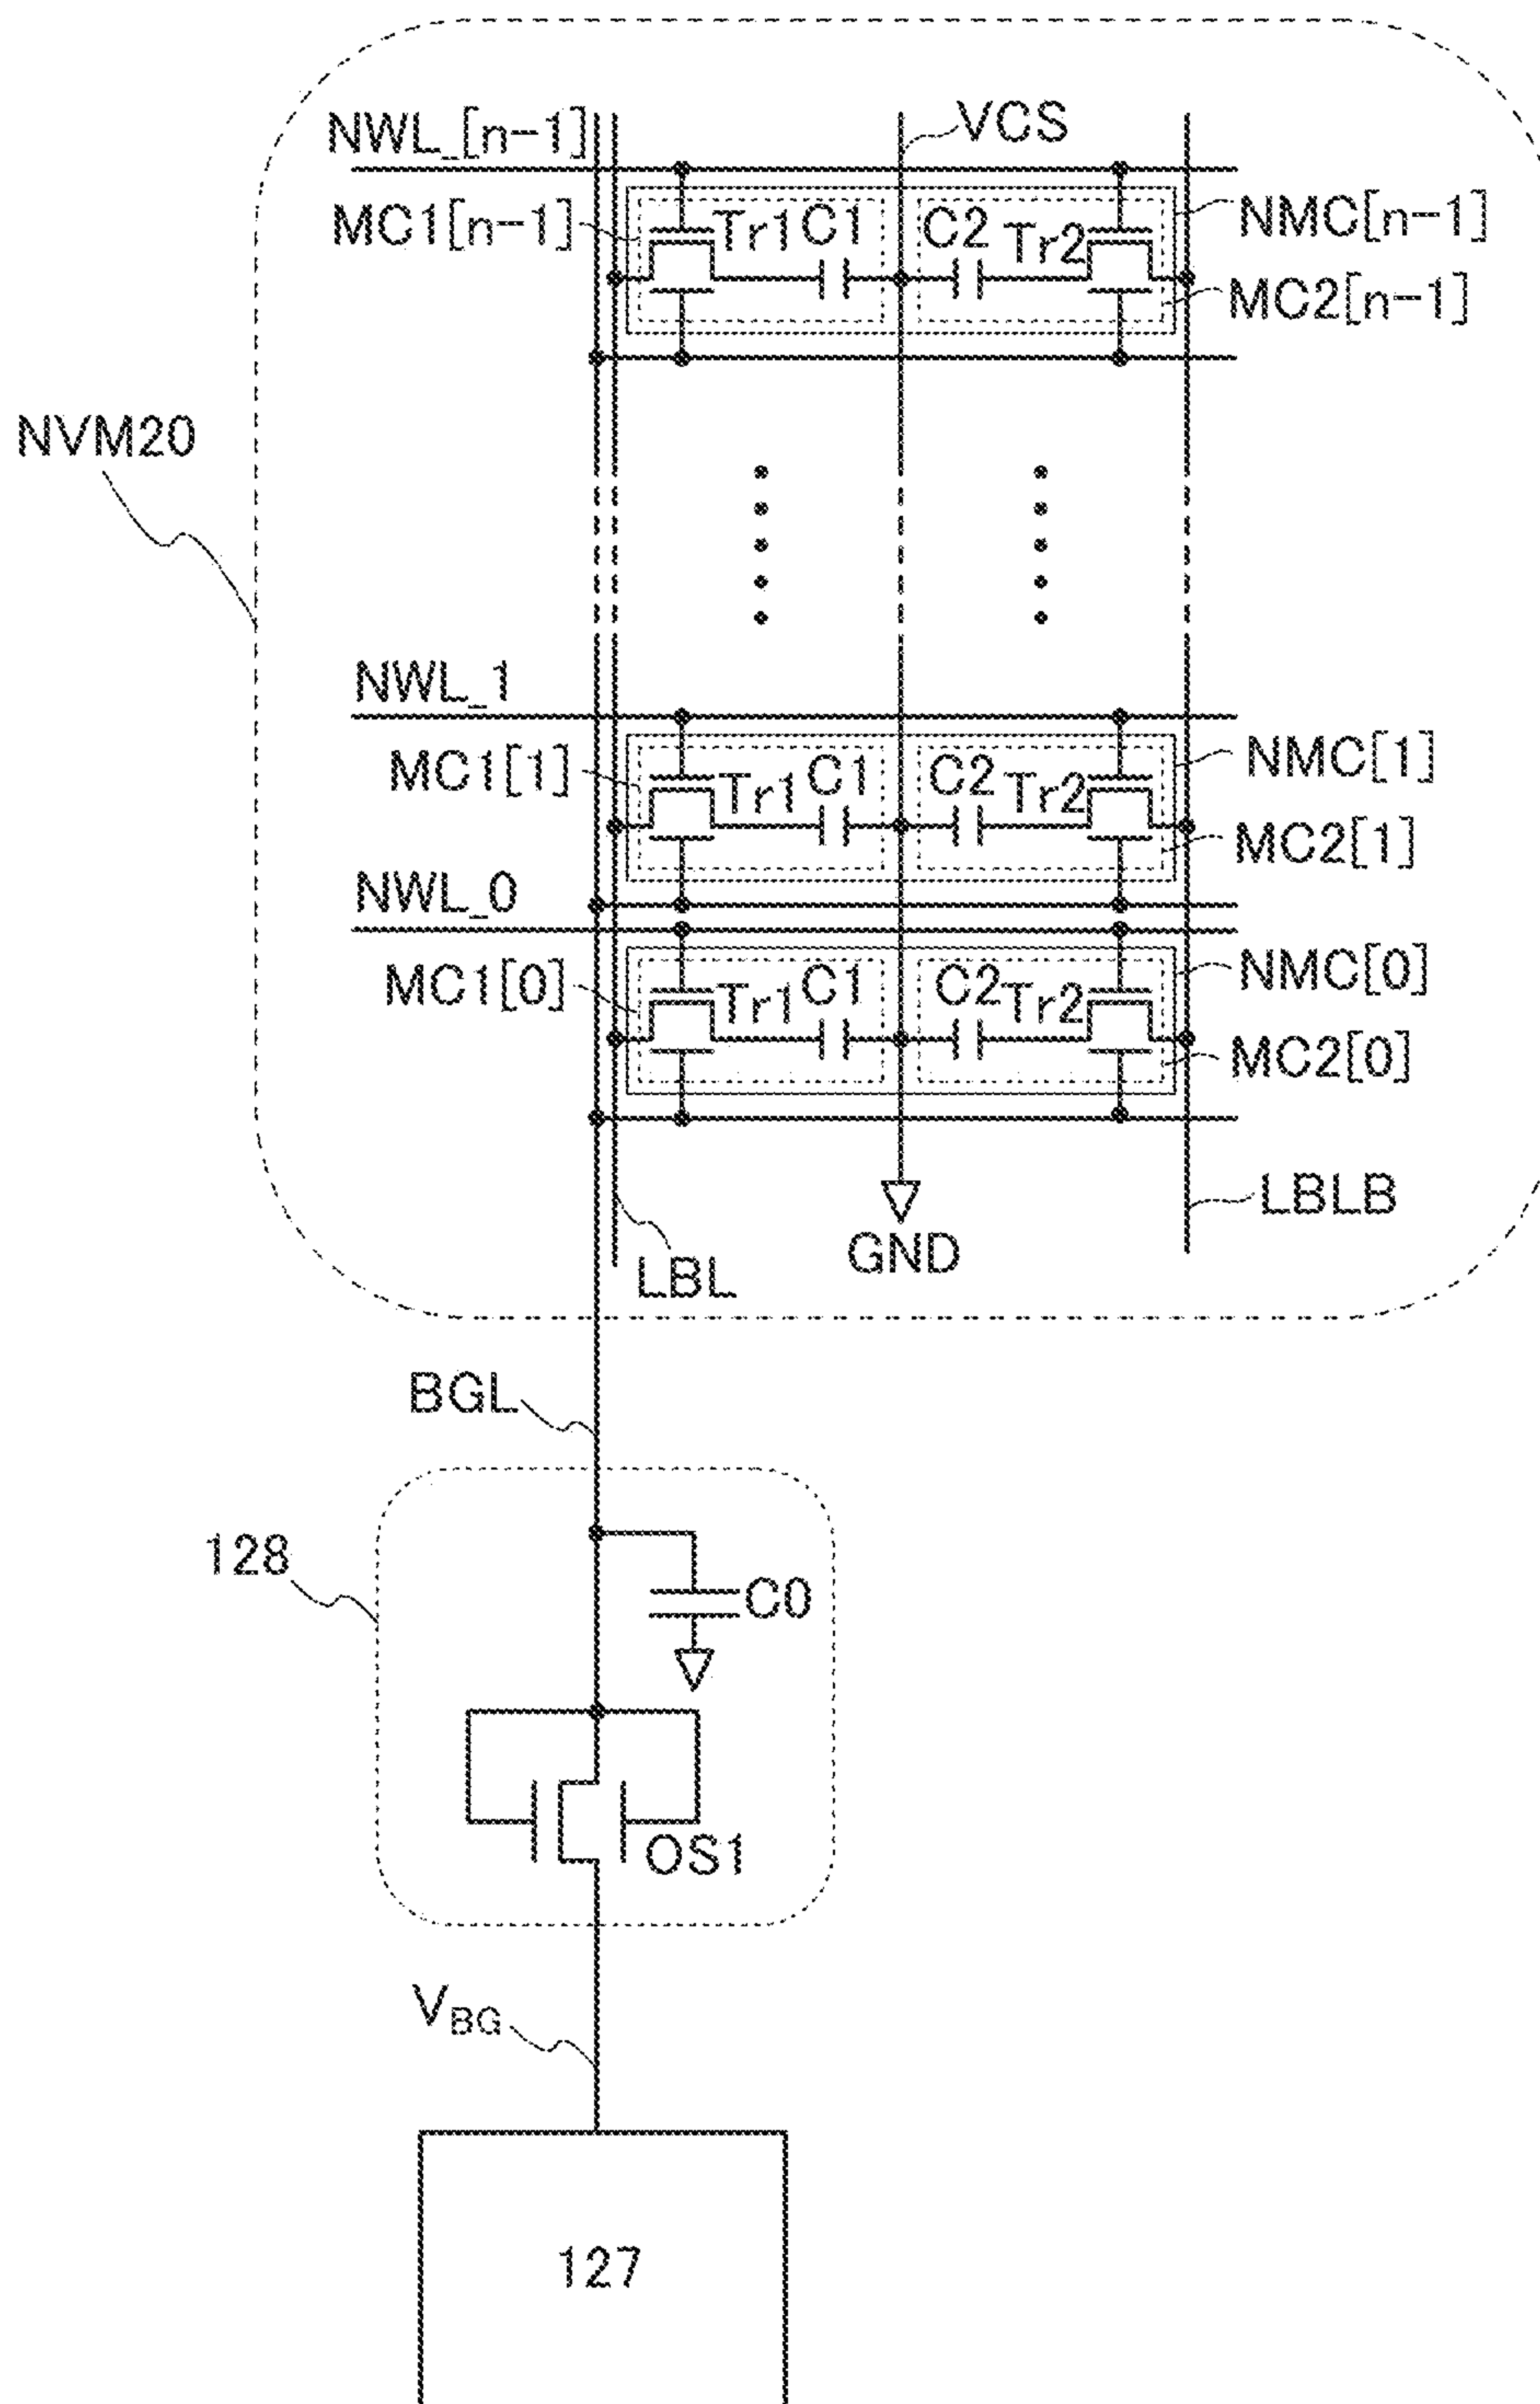 NWL_[n-1]
VCS
MC1[n-1]
Tr1
C1
C2
Tr2
NMC[n-1]
MC2[n-1]
NVM20
NWL_1
MC1[1]
Tr1
C1
C2
Tr2
NMC[1]
MC2[1]
NWL_0
MC1[0]
Tr1
C1
C2
Tr2
NMC[0]
MC2[0]
LBL
GND
LBLB
BGL
128
C0
OS1
VBG
127